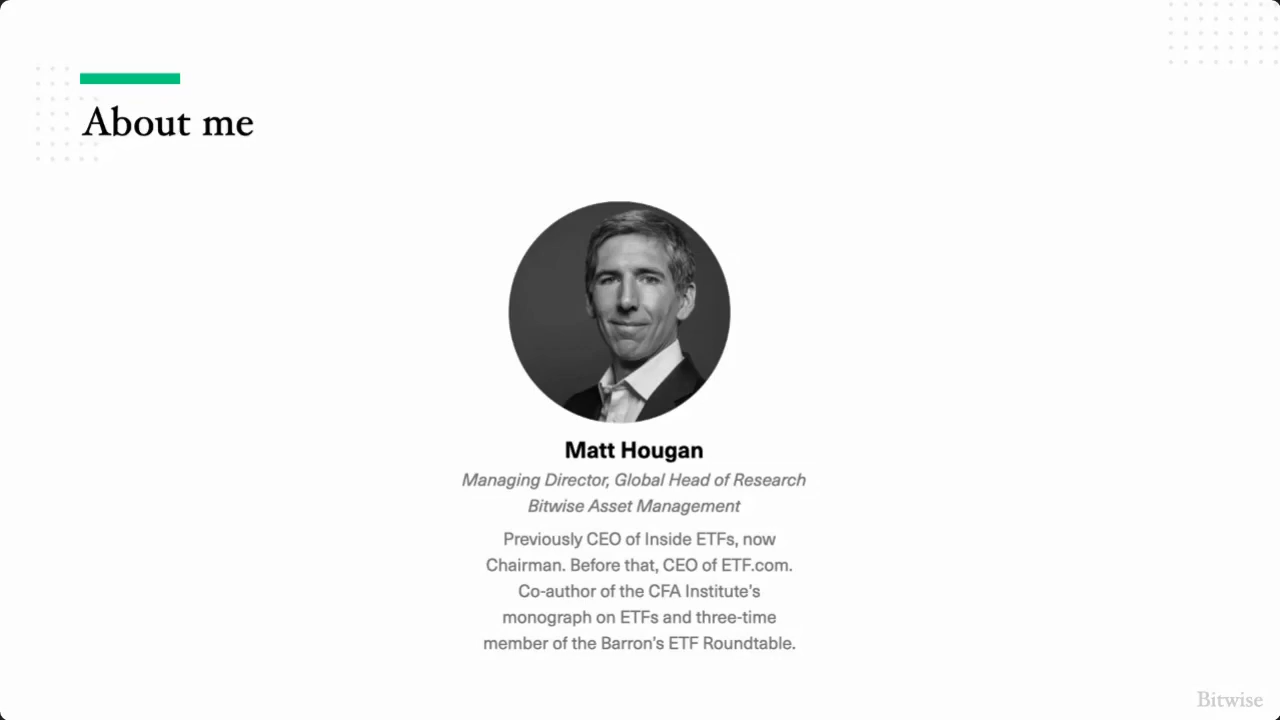 About me
Matt Hougan
Managing Director, Global Head of Research
Bitwise Asset Management
Previously CEO of Inside ETFs, now
Chairman. Before that, CEO of ETF.com.
Co-author of the CFA Institute’s
monograph on ETFs and three-time
member of the Barron’s ETF Roundtable.
Bitwise